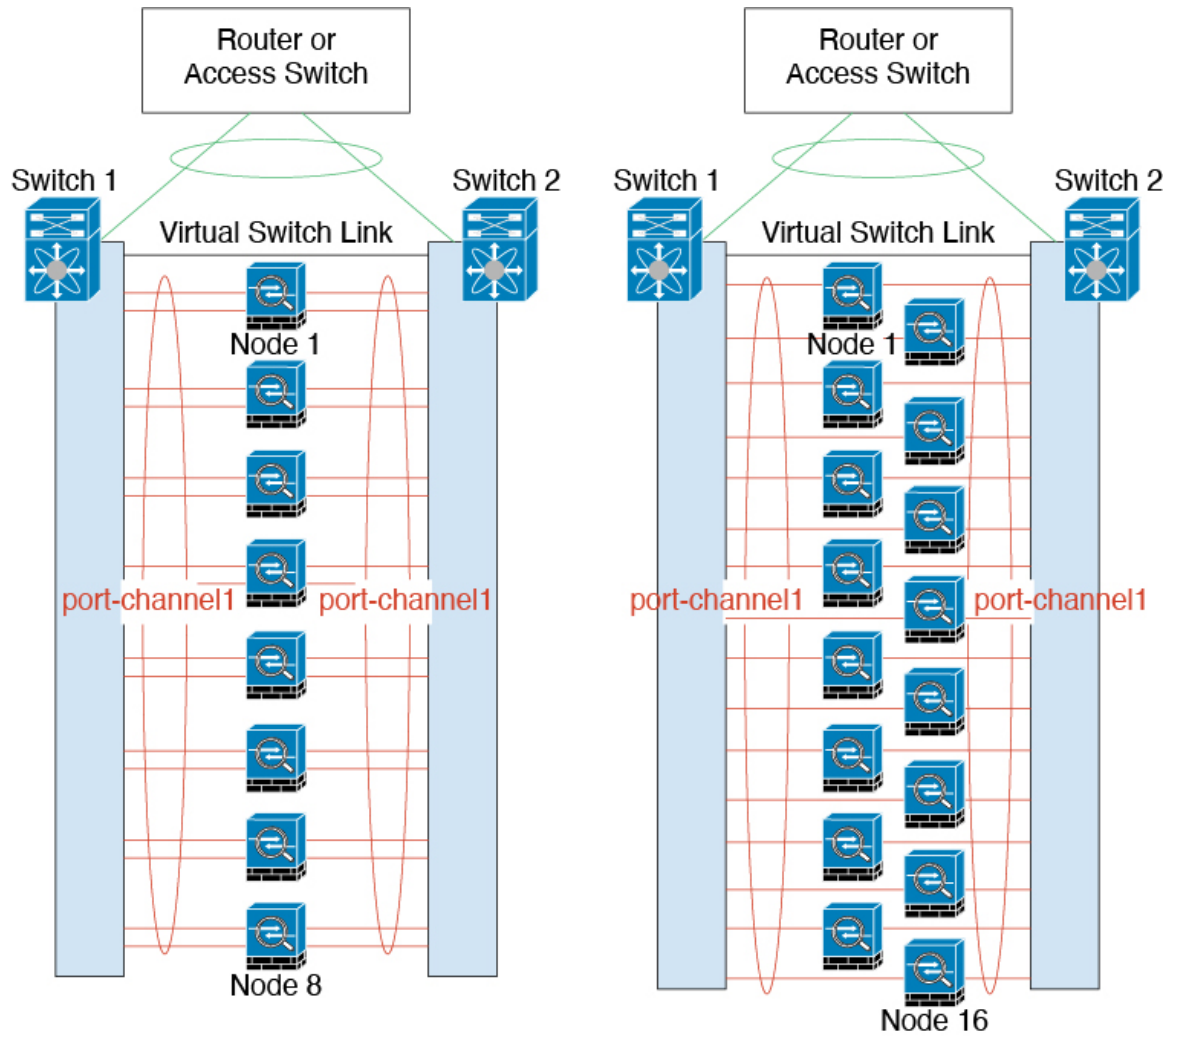 Router or
Access Switch
Switch 1
Switch 2
Virtual Switch Link
Node 1
port-channel1
port-channel1
Node 8
Router or
Access Switch
Switch 1
Switch 2
Virtual Switch Link
Node 1
port-channel1
port-channel1
Node 16